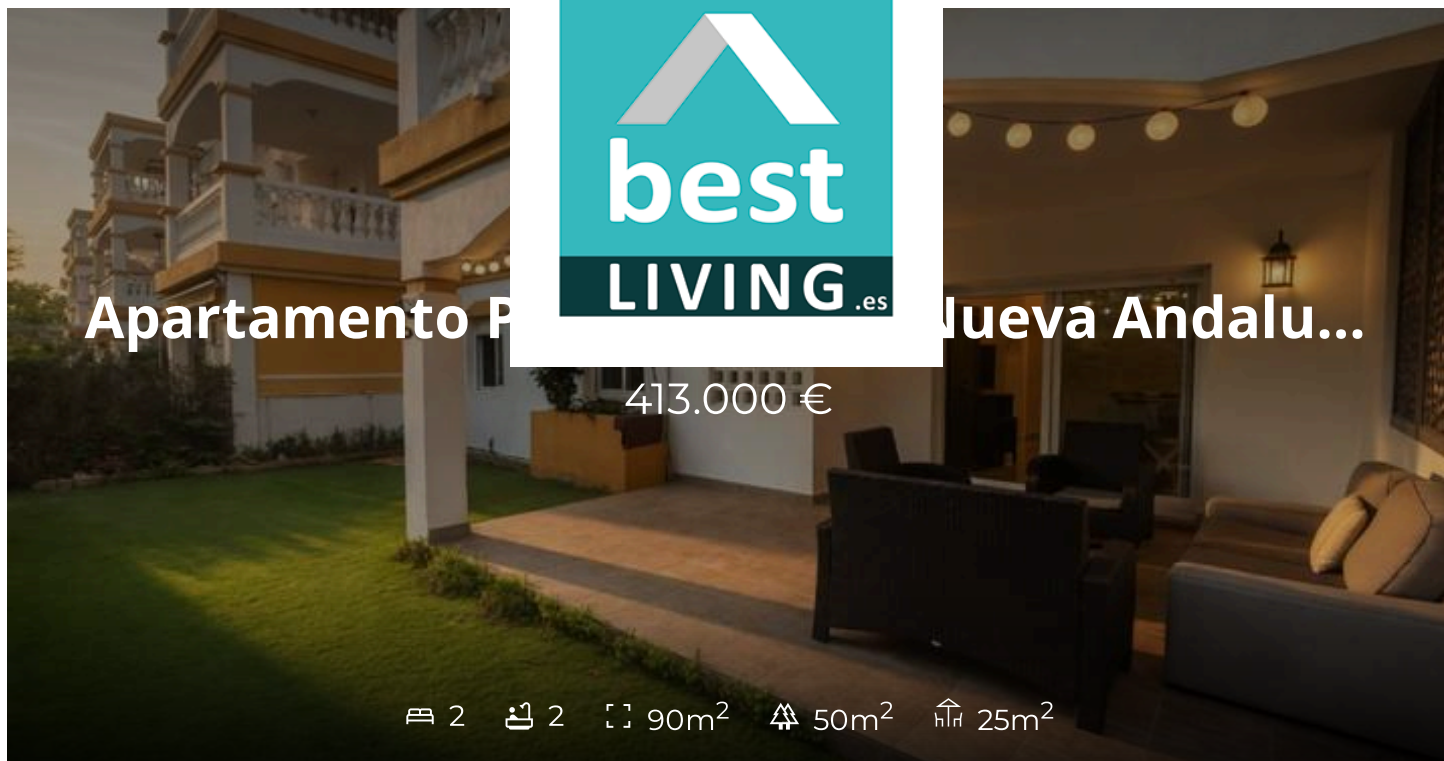 best
LIVING.es
Apartamento Nueva Andalu...
413.000 €
2 2 90m² 50m² 25m²